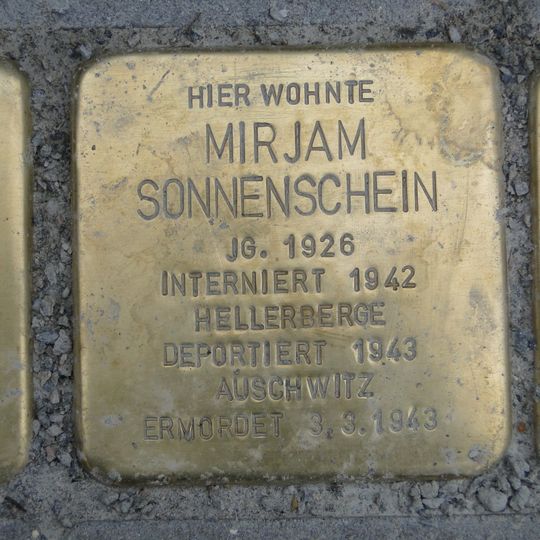 HIER WOHNTE
MIRJAM
SONNENSCHEIN
JG. 1926
INTERNIERT 1942
HELLERBERGE
DEPORTIERT 1943
AUSCHWITZ
ERMORDET 3.3.1943